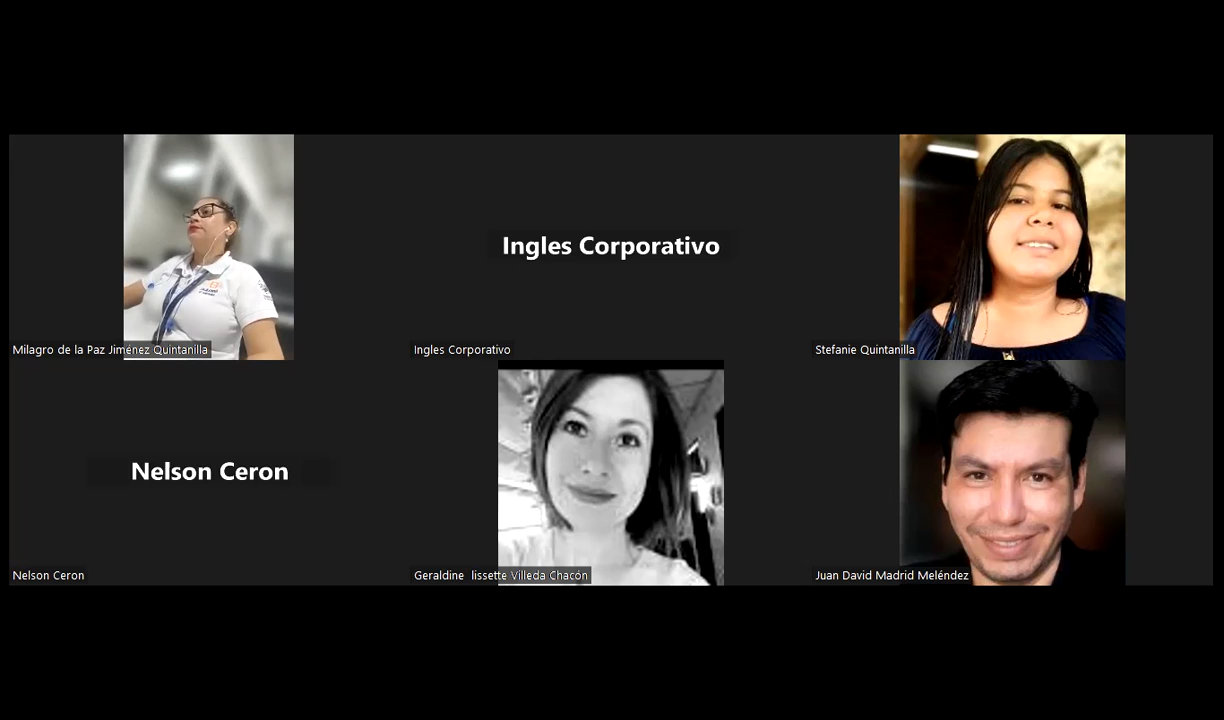 Ingles Corporativo
Milagro de la Paz Jiménez Quintanilla
Ingles Corporativo
Stefanie Quintanilla
Nelson Ceron
Nelson Ceron
Geraldine lissette Villeda Chacón
Juan David Madrid Meléndez